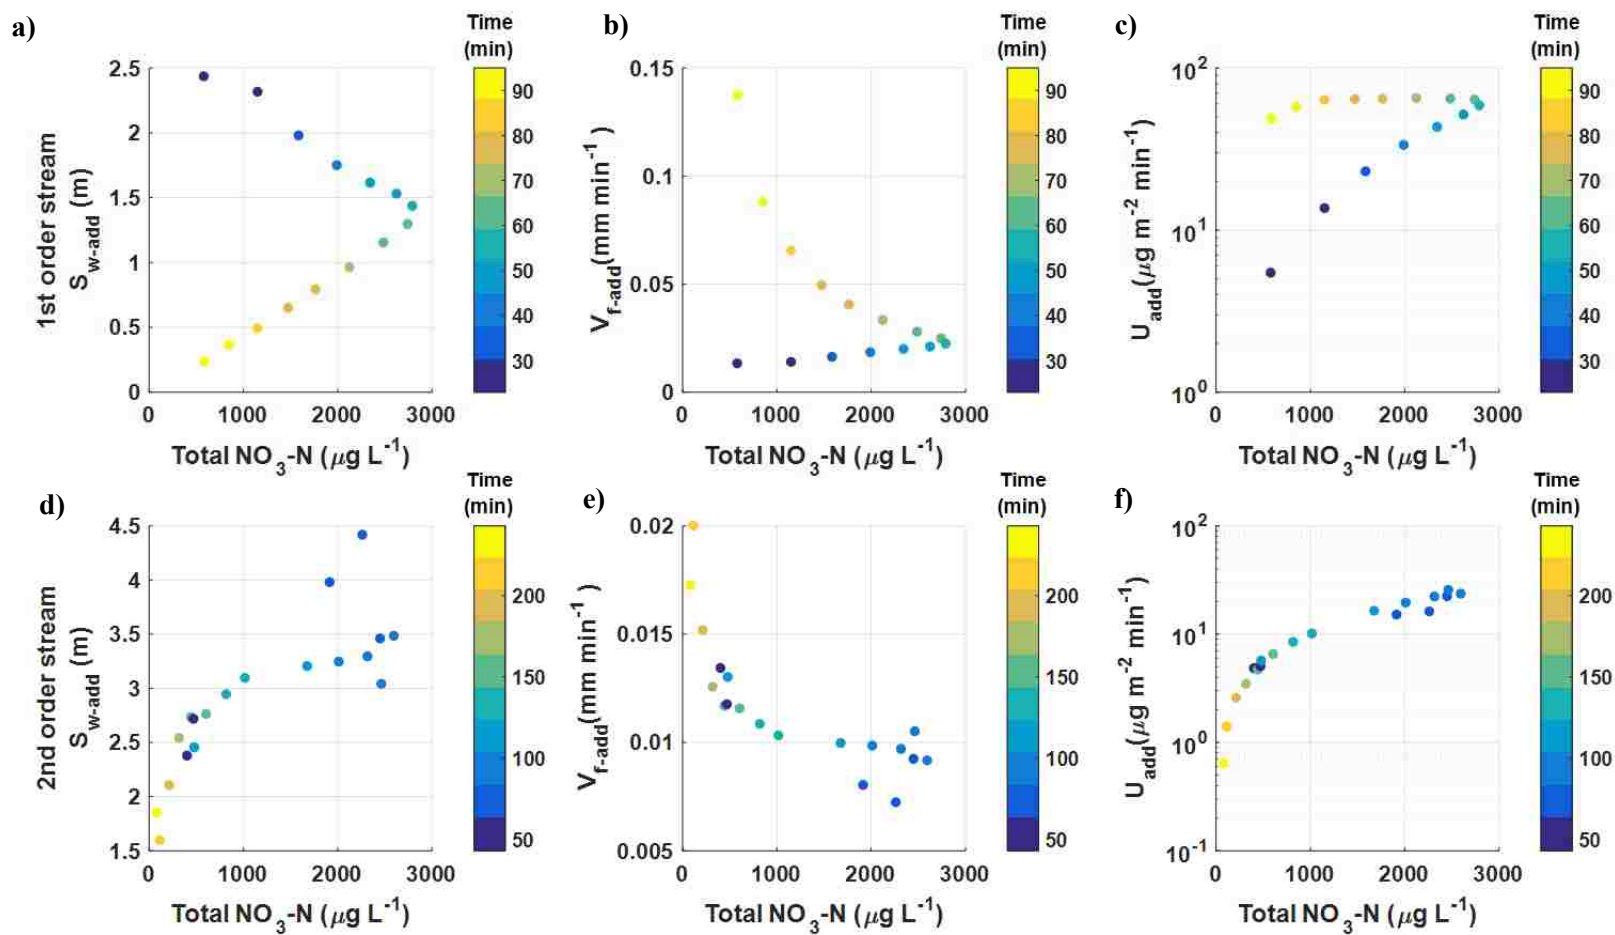 a)
Time
(min)
2.5
2
1.5
1
0.5
0
0
1000
2000
3000
90
80
70
60
50
40
30
1st order stream
S_w-add (m)
Total NO3-N (μg L-1)
b)
Time
(min)
0.15
0.1
0.05
0
0
1000
2000
3000
90
80
70
60
50
40
30
V_f-add(mm min-1 )
Total NO3-N (μg L-1)
c)
Time
(min)
10^2
10^1
10^0
0
1000
2000
3000
90
80
70
60
50
40
30
U_add(μg m-2 min-1)
Total NO3-N (μg L-1)
d)
Time
(min)
4.5
4
3.5
3
2.5
2
1.5
0
1000
2000
3000
200
150
100
50
2nd order stream
S_w-add (m)
Total NO3-N (μg L-1)
e)
Time
(min)
0.02
0.015
0.01
0.005
0
1000
2000
3000
200
150
100
50
V_f-add(mm min-1 )
Total NO3-N (μg L-1)
f)
Time
(min)
10^2
10^1
10^0
10^-1
0
1000
2000
3000
200
150
100
50
U_add(μg m-2 min-1)
Total NO3-N (μg L-1)